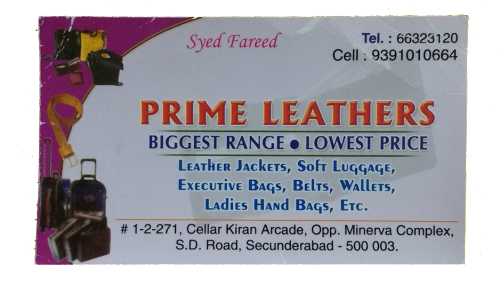 Syed Fareed
Tel. : 66323120
Cell : 9391010664
PRIME LEATHERS
BIGGEST RANGE ● LOWEST PRICE
Leather Jackets, Soft Luggage,
Executive Bags, Belts, Wallets,
Ladies Hand Bags, Etc.
# 1-2-271, Cellar Kiran Arcade, Opp. Minerva Complex,
S.D. Road, Secunderabad - 500 003.